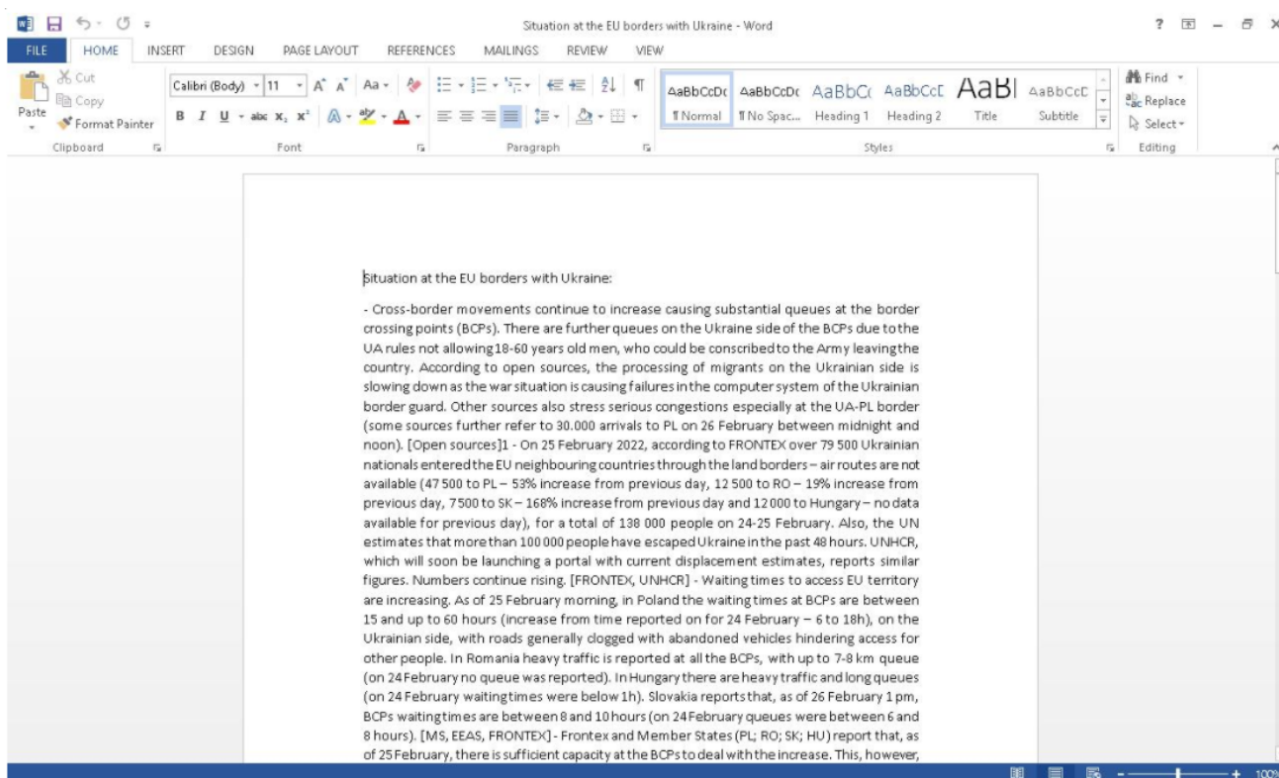 Situation at the EU borders with Ukraine - Word
FILE HOME INSERT DESIGN PAGE LAYOUT REFERENCES MAILINGS REVIEW VIEW
Cut
Copy
Format Painter
Paste
Calibri (Body) 11
AaBbCcDc AaBbCcDc AaBbC( AaBbCcD AaB AaBbCcD
¶ Normal ¶ No Spac... Heading 1 Heading 2 Title Subtitle
Find
Replace
Select
Clipboard Font Paragraph Styles Editing
Situation at the EU borders with Ukraine:
- Cross-border movements continue to increase causing substantial queues at the border
crossing points (BCPs). There are further queues on the Ukraine side of the BCPs due to the
UA rules not allowing 18-60 years old men, who could be conscribed to the Army leaving the
country. According to open sources, the processing of migrants on the Ukrainian side is
slowing down as the war situation is causing failures in the computer system of the Ukrainian
border guard. Other sources also stress serious congestions especially at the UA-PL border
(some sources further refer to 30.000 arrivals to PL on 26 February between midnight and
noon). [Open sources]1 - On 25 February 2022, according to FRONTEX over 79 500 Ukrainian
nationals entered the EU neighbouring countries through the land borders – air routes are not
available (47 500 to PL – 53% increase from previous day, 12 500 to RO – 19% increase from
previous day, 7 500 to SK – 168% increase from previous day and 12 000 to Hungary – no data
available for previous day), for a total of 138 000 people on 24-25 February. Also, the UN
estimates that more than 100 000 people have escaped Ukraine in the past 48 hours. UNHCR,
which will soon be launching a portal with current displacement estimates, reports similar
figures. Numbers continue rising. [FRONTEX, UNHCR] - Waiting times to access EU territory
are increasing. As of 25 February morning, in Poland the waiting times at BCPs are between
15 and up to 60 hours (increase from time reported on for 24 February – 6 to 18h), on the
Ukrainian side, with roads generally clogged with abandoned vehicles hindering access for
other people. In Romania heavy traffic is reported at all the BCPs, with up to 7-8 km queue
(on 24 February no queue was reported). In Hungary there are heavy traffic and long queues
(on 24 February waiting times were below 1h). Slovakia reports that, as of 26 February 1 pm,
BCPs waiting times are between 8 and 10 hours (on 24 February queues were between 6 and
8 hours). [MS, EEAS, FRONTEX] - Frontex and Member States (PL; RO; SK; HU) report that, as
of 25 February, there is sufficient capacity at the BCPs to deal with the increase. This, however,
100%